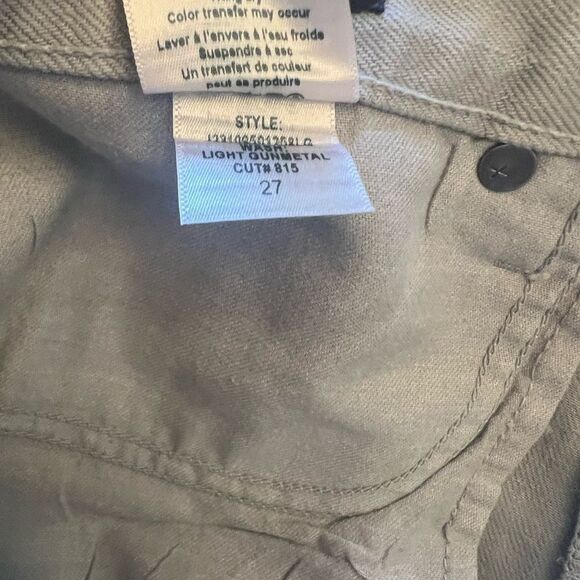 Color transfer may occur
Laver à l'envers à l'eau froide
Suspendre à sec
Un transfert de couleur
peut se produire
STYLE:
WASH:
LIGHT GUNMETAL
CUT# 815
27